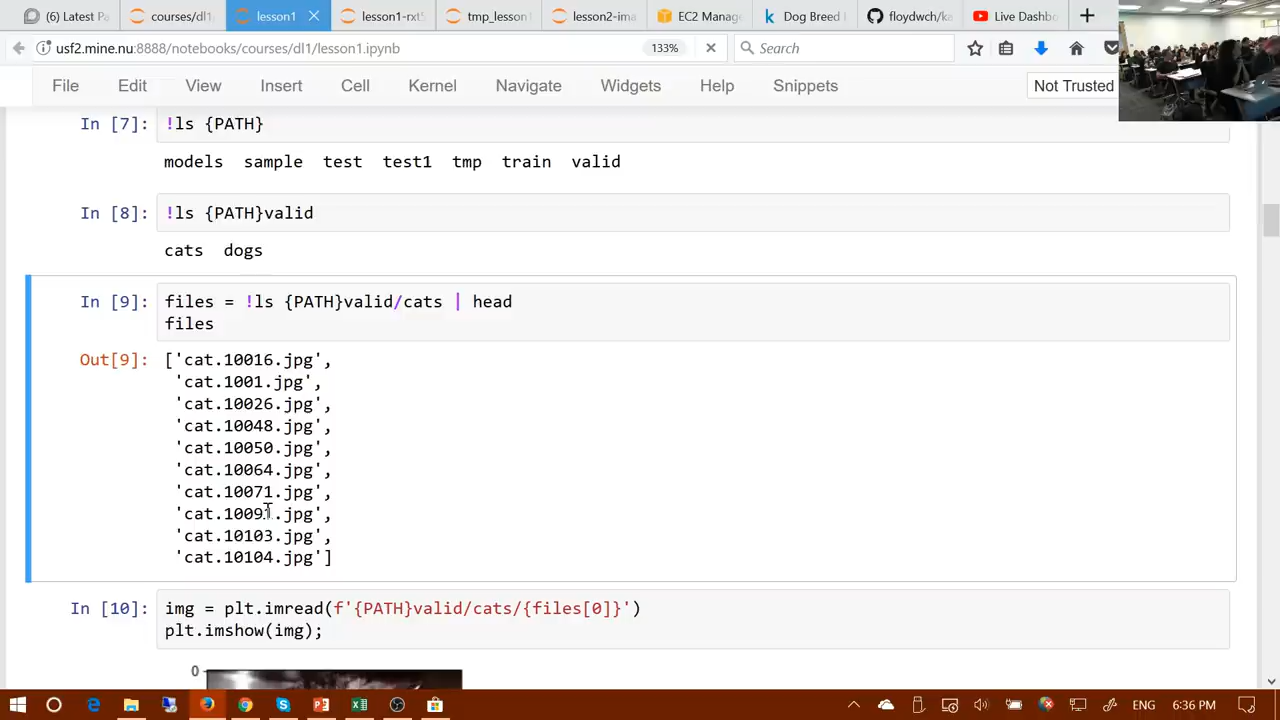 (6) Latest Pa
courses/dl1
lesson1
lesson1-rxt5
tmp_lesson1
lesson2-ima
EC2 Manag
Dog Breed I
floydwch/ka
Live Dashbo
usf2.mine.nu:8888/notebooks/courses/dl1/lesson1.ipynb
133%
Search
File Edit View Insert Cell Kernel Navigate Widgets Help Snippets
Not Trusted
In [7]: !ls {PATH}
models sample test test1 tmp train valid
In [8]: !ls {PATH}valid
cats dogs
In [9]: files = !ls {PATH}valid/cats | head
files
Out[9]: ['cat.10016.jpg',
'cat.1001.jpg',
'cat.10026.jpg',
'cat.10048.jpg',
'cat.10050.jpg',
'cat.10064.jpg',
'cat.10071.jpg',
'cat.10091.jpg',
'cat.10103.jpg',
'cat.10104.jpg']
In [10]: img = plt.imread(f'{PATH}valid/cats/{files[0]}')
plt.imshow(img);
0
ENG 6:36 PM